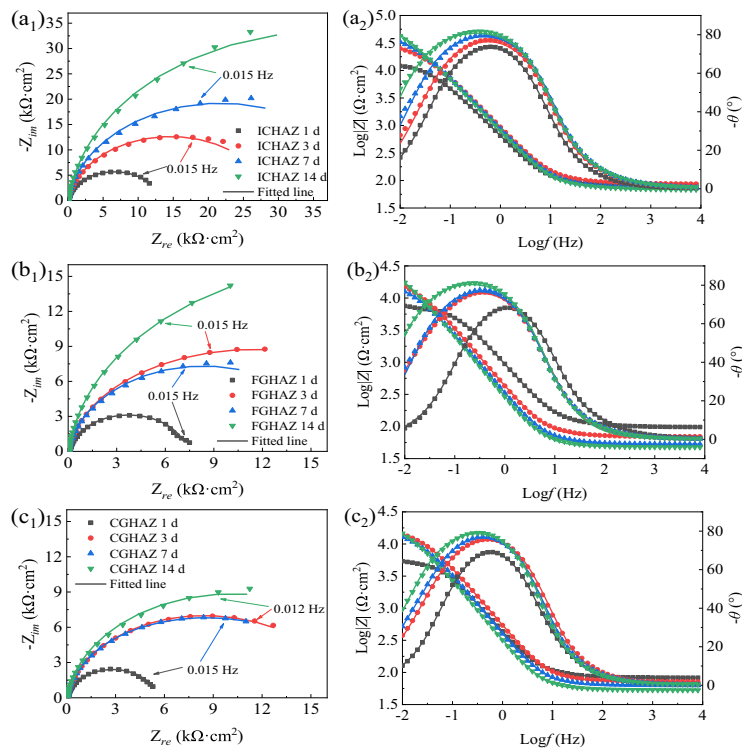 (a1)
35
30
25
20
15
10
5
0
-Zim (kΩ·cm2)
0.015 Hz
0.015 Hz
0.015 Hz
ICHAZ 1 d
ICHAZ 3 d
ICHAZ 7 d
ICHAZ 14 d
Fitted line
0 5 10 15 20 25 30 35
Zre (kΩ·cm2)
(a2)
5.0
4.5
4.0
3.5
3.0
2.5
2.0
1.5
Log|Z| (Ω·cm2)
80
60
40
20
0
-θ (°)
-2 -1 0 1 2 3 4
Logf (Hz)
(b1)
15
12
9
6
3
0
-Zim (kΩ·cm2)
0.015 Hz
0.015 Hz
FGHAZ 1 d
FGHAZ 3 d
FGHAZ 7 d
FGHAZ 14 d
Fitted line
0 3 6 9 12 15
Zre (kΩ·cm2)
(b2)
4.5
4.0
3.5
3.0
2.5
2.0
1.5
Log|Z| (Ω·cm2)
80
60
40
20
0
-θ (°)
-2 -1 0 1 2 3 4
Logf (Hz)
(c1)
15
12
9
6
3
0
-Zim (kΩ·cm2)
CGHAZ 1 d
CGHAZ 3 d
CGHAZ 7 d
CGHAZ 14 d
Fitted line
0.012 Hz
0.015 Hz
0 3 6 9 12 15
Zre (kΩ·cm2)
(c2)
4.5
4.0
3.5
3.0
2.5
2.0
1.5
Log|Z| (Ω·cm2)
80
60
40
20
0
-θ (°)
-2 -1 0 1 2 3 4
Logf (Hz)